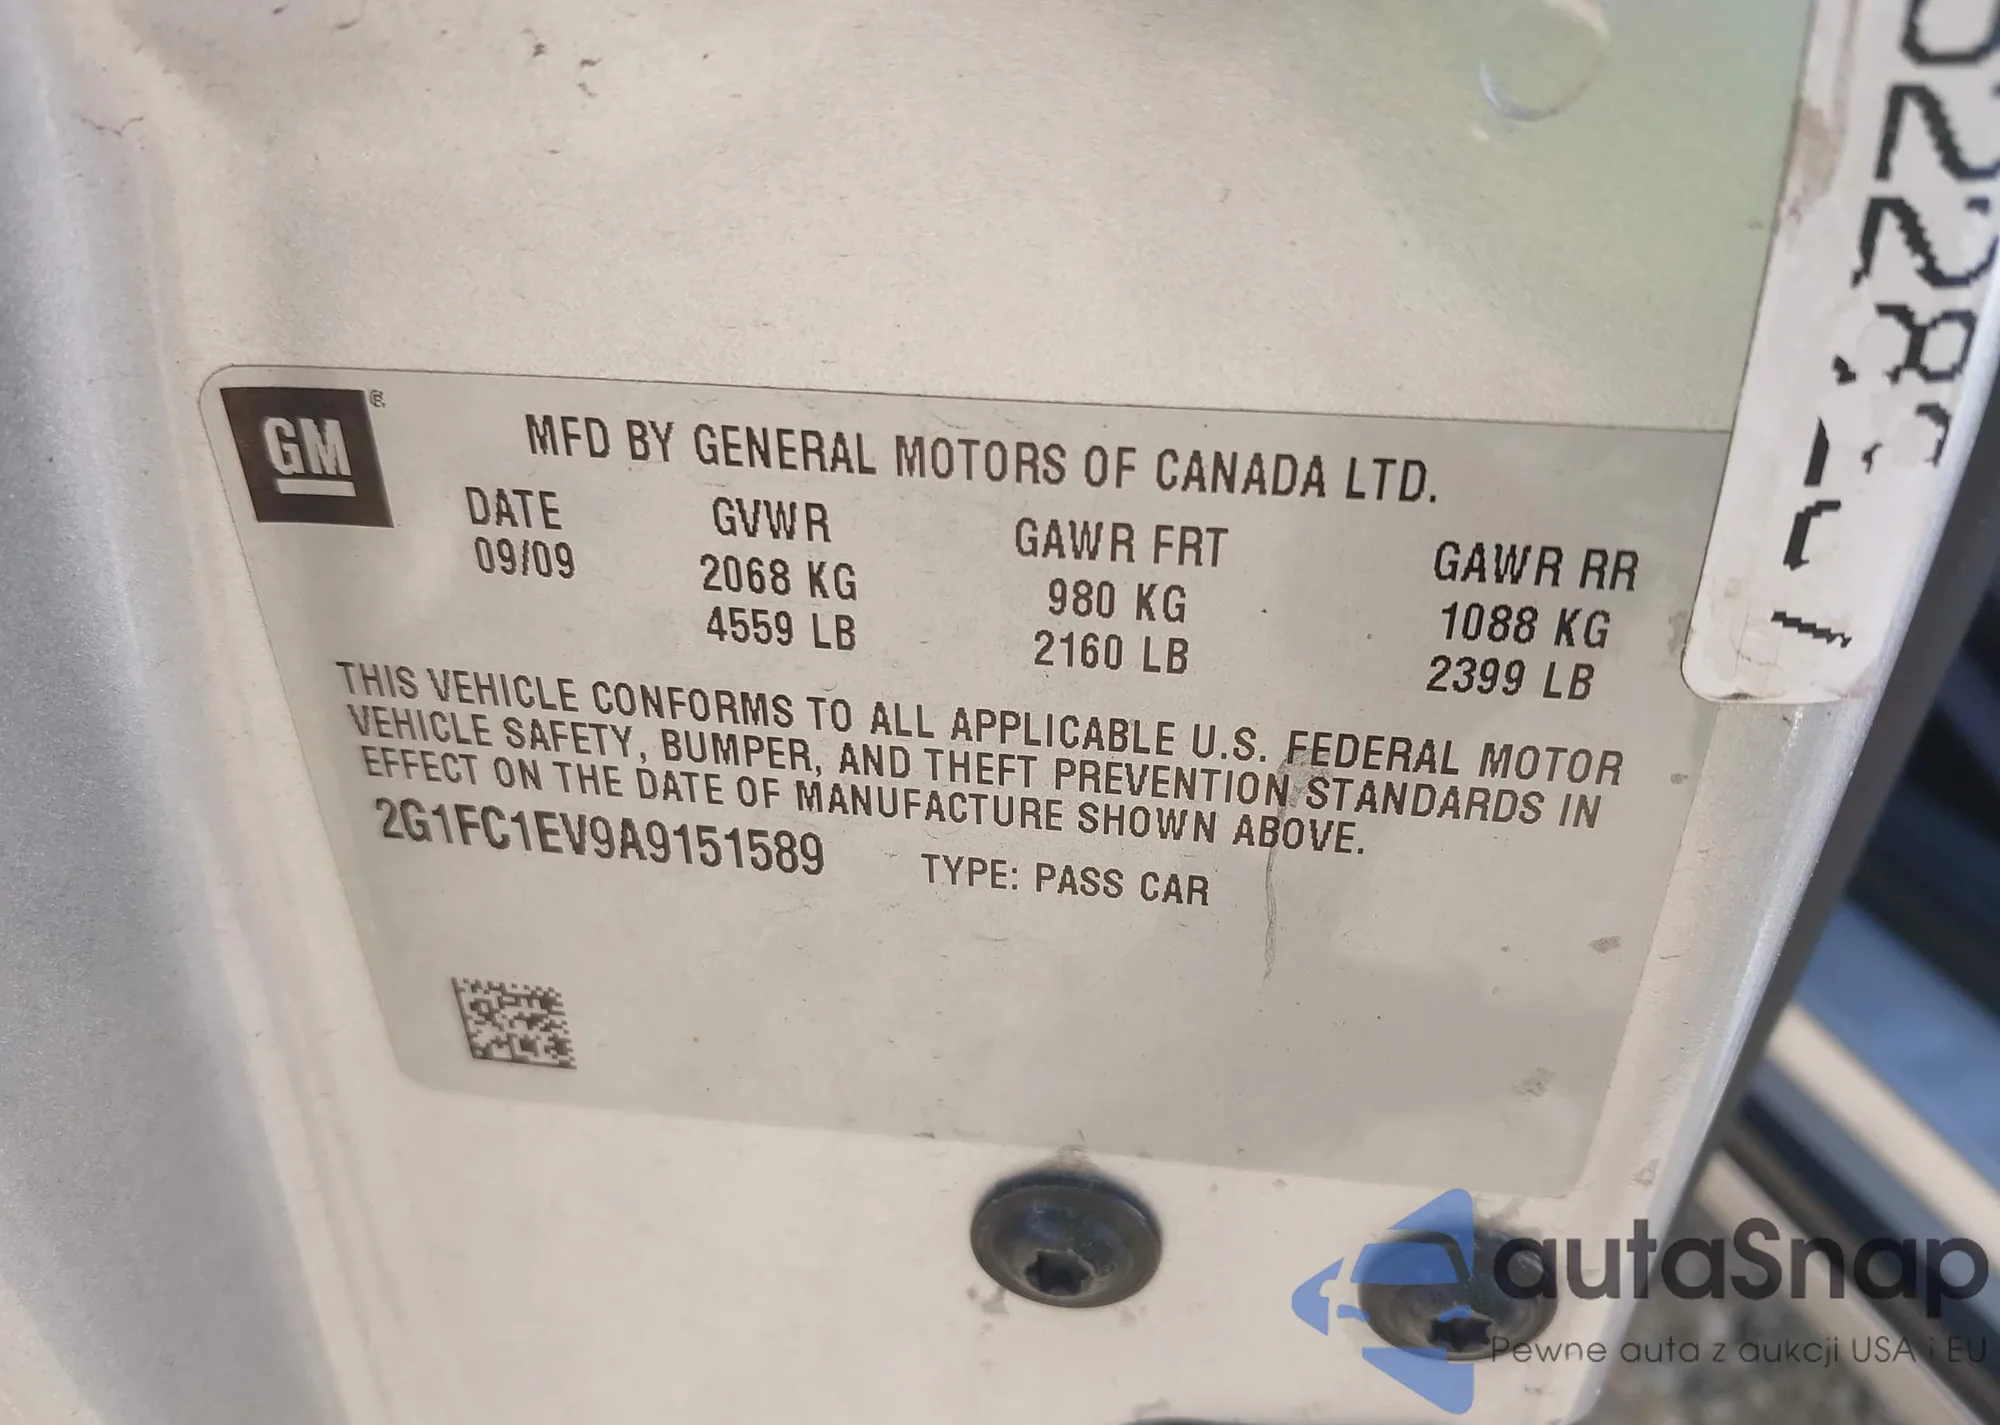 GM ®
MFD BY GENERAL MOTORS OF CANADA LTD.
DATE GVWR GAWR FRT GAWR RR
09/09 2068 KG 980 KG 1088 KG
4559 LB 2160 LB 2399 LB
THIS VEHICLE CONFORMS TO ALL APPLICABLE U.S. FEDERAL MOTOR
VEHICLE SAFETY, BUMPER, AND THEFT PREVENTION STANDARDS IN
EFFECT ON THE DATE OF MANUFACTURE SHOWN ABOVE.
2G1FC1EV9A9151589 TYPE: PASS CAR
autaSnap
Pewne auta z aukcji USA i EU